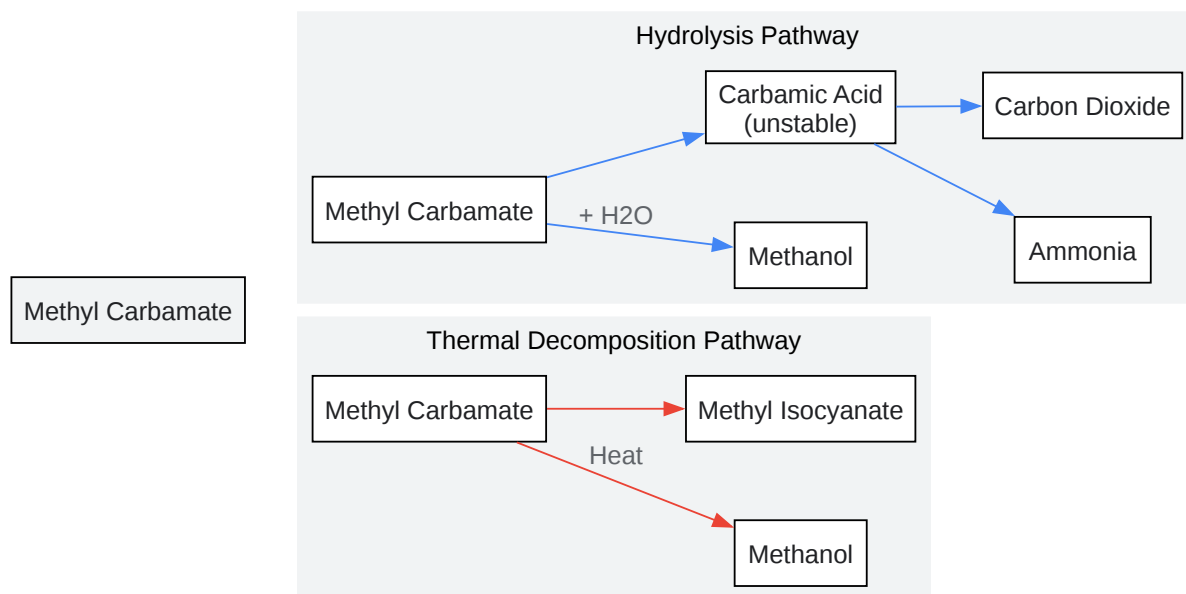 Hydrolysis Pathway
Carbamic Acid
(unstable)
Carbon Dioxide
Methyl Carbamate
+ H2O
Methanol
Ammonia
Methyl Carbamate
Thermal Decomposition Pathway
Methyl Carbamate
Methyl Isocyanate
Heat
Methanol